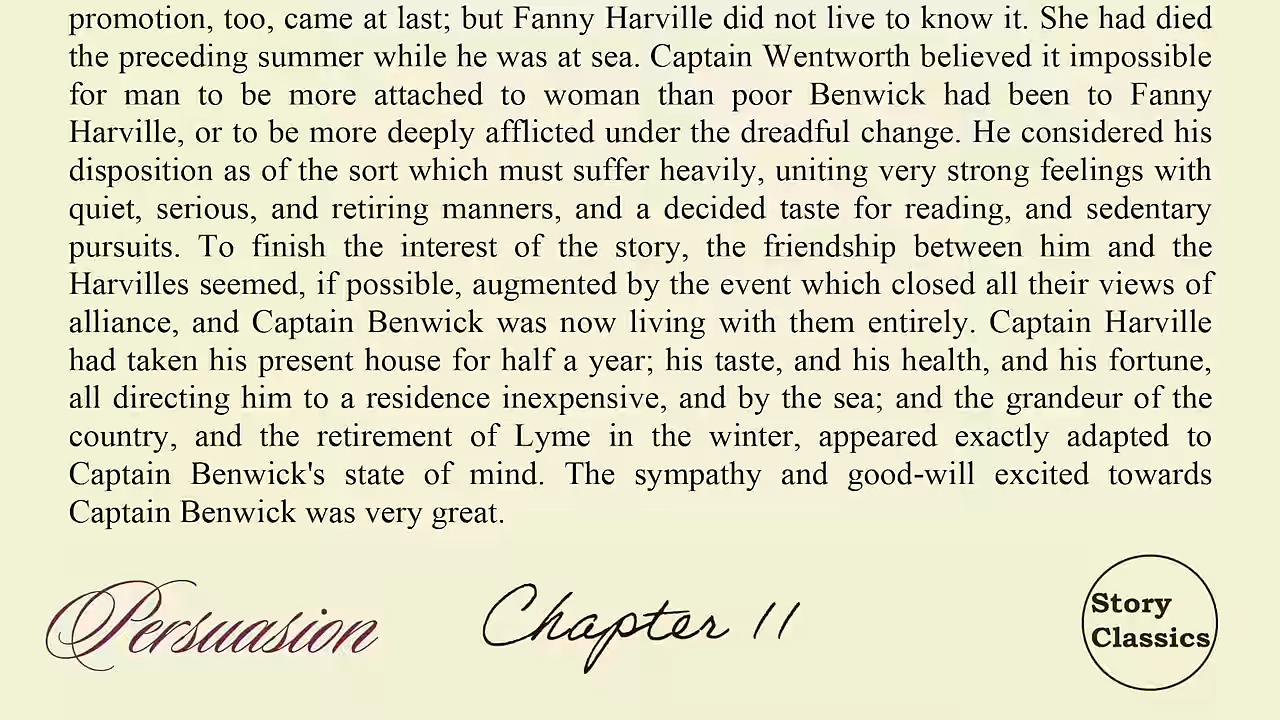 promotion, too, came at last; but Fanny Harville did not live to know it. She had died
the preceding summer while he was at sea. Captain Wentworth believed it impossible
for man to be more attached to woman than poor Benwick had been to Fanny
Harville, or to be more deeply afflicted under the dreadful change. He considered his
disposition as of the sort which must suffer heavily, uniting very strong feelings with
quiet, serious, and retiring manners, and a decided taste for reading, and sedentary
pursuits. To finish the interest of the story, the friendship between him and the
Harvilles seemed, if possible, augmented by the event which closed all their views of
alliance, and Captain Benwick was now living with them entirely. Captain Harville
had taken his present house for half a year; his taste, and his health, and his fortune,
all directing him to a residence inexpensive, and by the sea; and the grandeur of the
country, and the retirement of Lyme in the winter, appeared exactly adapted to
Captain Benwick's state of mind. The sympathy and good-will excited towards
Captain Benwick was very great.
Persuasion
Chapter 11
Story
Classics